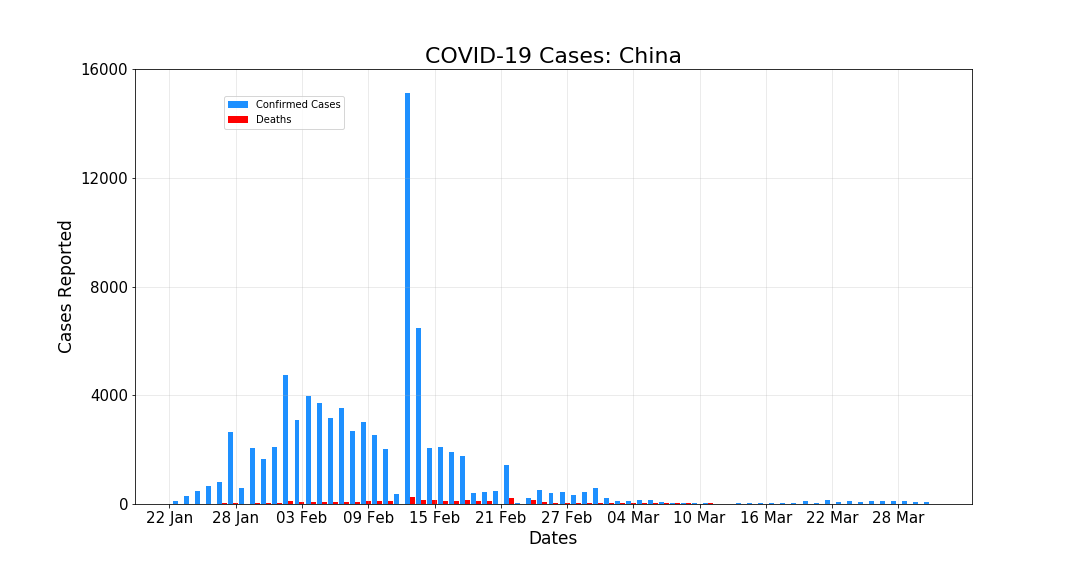 COVID-19 Cases: China
16000
12000
8000
4000
0
Cases Reported
Confirmed Cases
Deaths
22 Jan 28 Jan 03 Feb 09 Feb 15 Feb 21 Feb 27 Feb 04 Mar 10 Mar 16 Mar 22 Mar 28 Mar
Dates